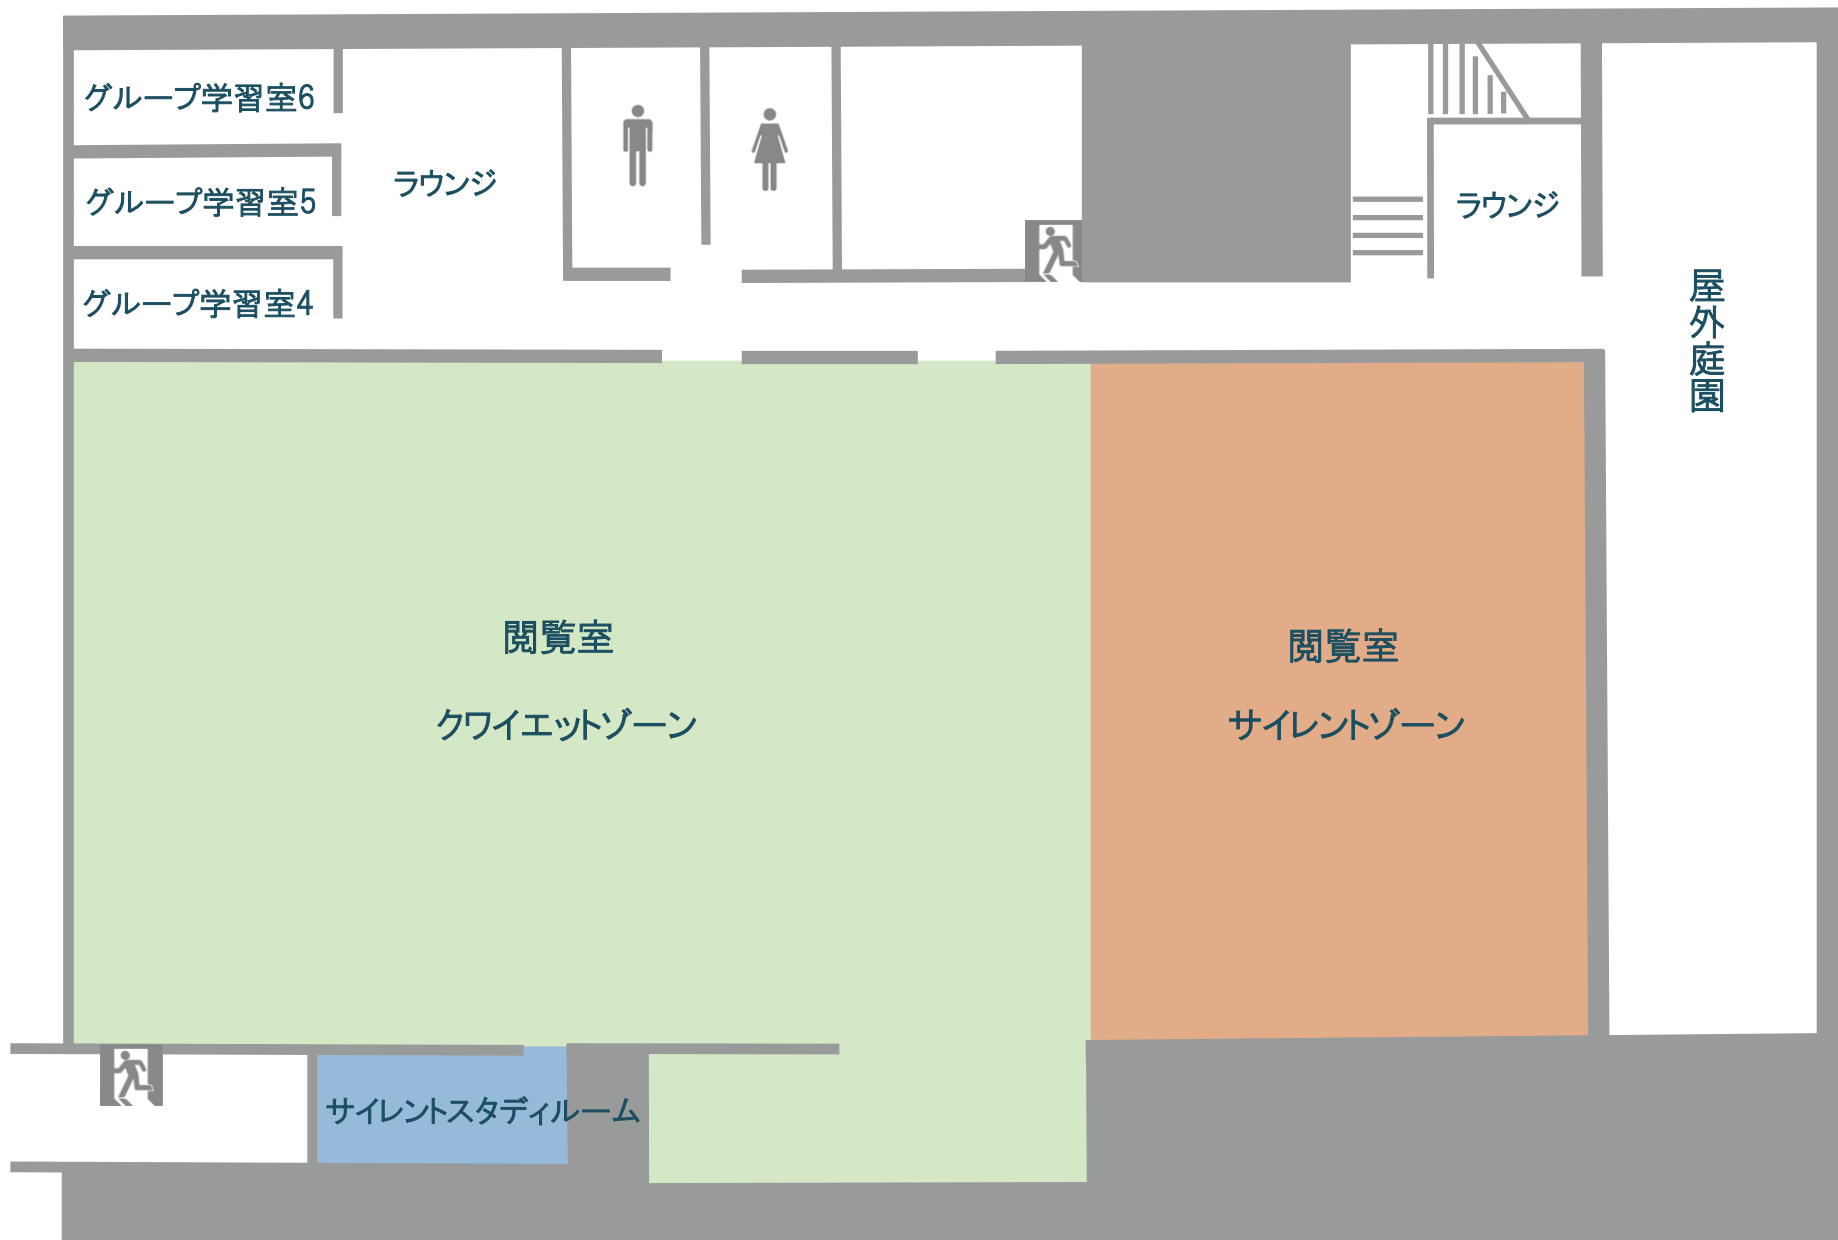 グループ学習室6
グループ学習室5
グループ学習室4
ラウンジ
ラウンジ
屋外庭園
閲覧室
クワイエットゾーン
閲覧室
サイレントゾーン
サイレントスタディルーム